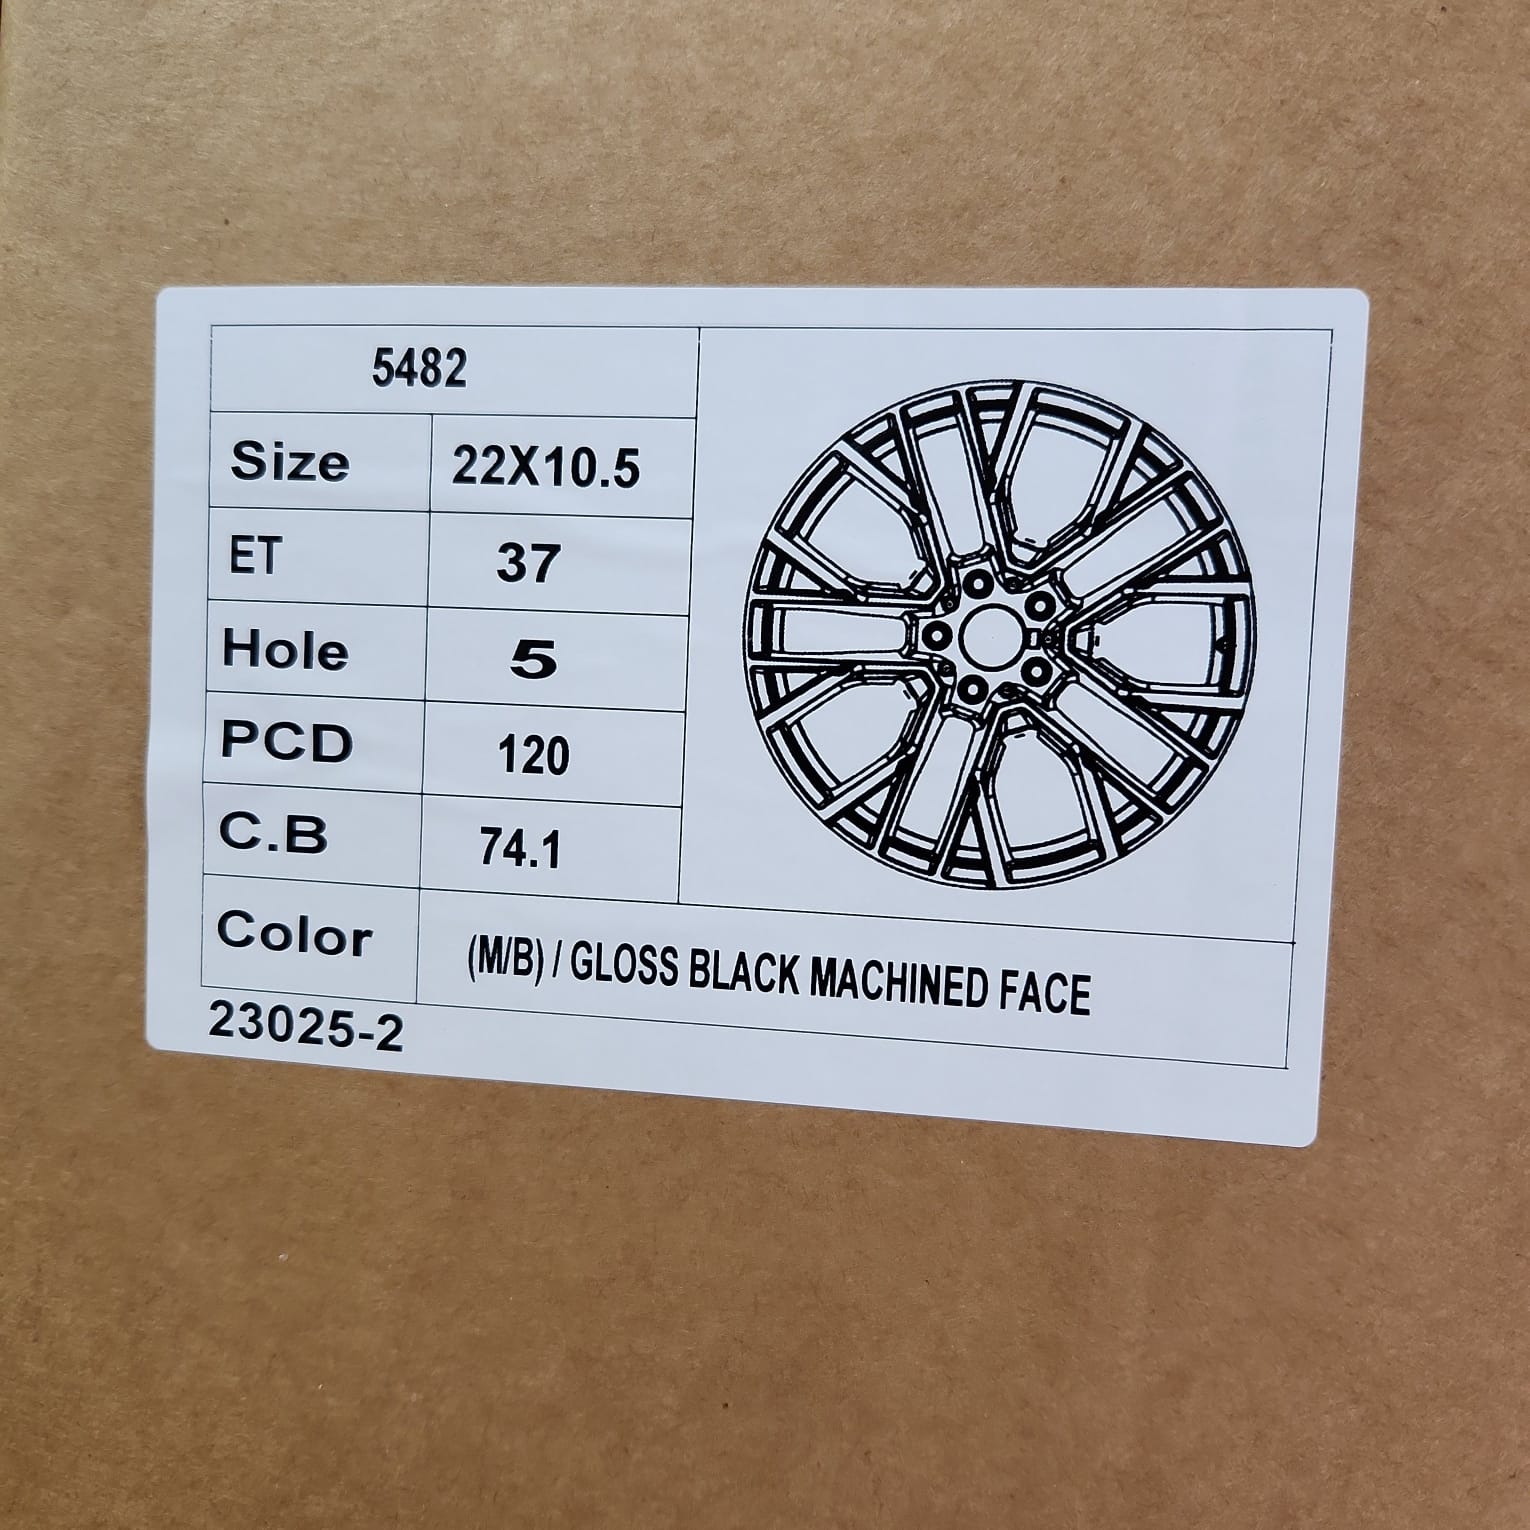 5482
Size 22X10.5
ET 37
Hole 5
PCD 120
C.B 74.1
Color (M/B) / GLOSS BLACK MACHINED FACE
23025-2